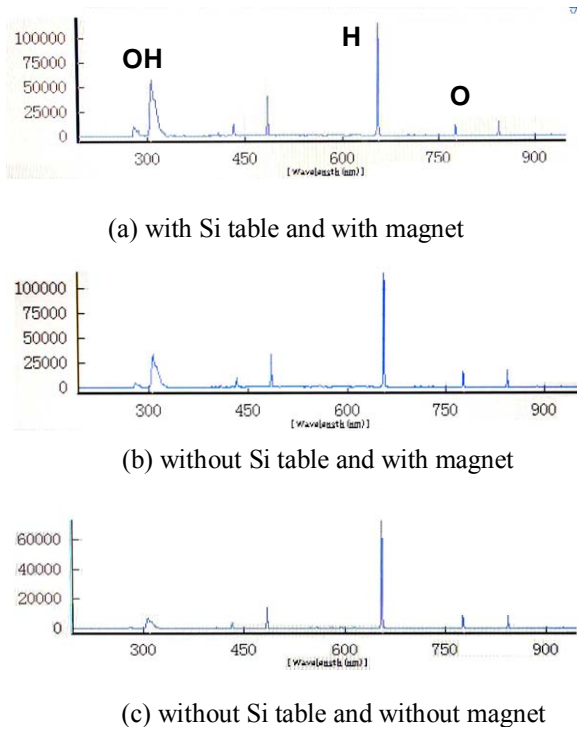 OH
H
O
100000
75000
50000
25000
0
300 450 600 750 900
[ Wavelength (nm) ]
(a) with Si table and with magnet
100000
75000
50000
25000
0
300 450 600 750 900
[ Wavelength (nm) ]
(b) without Si table and with magnet
60000
40000
20000
0
300 450 600 750 900
[ Wavelength (nm) ]
(c) without Si table and without magnet